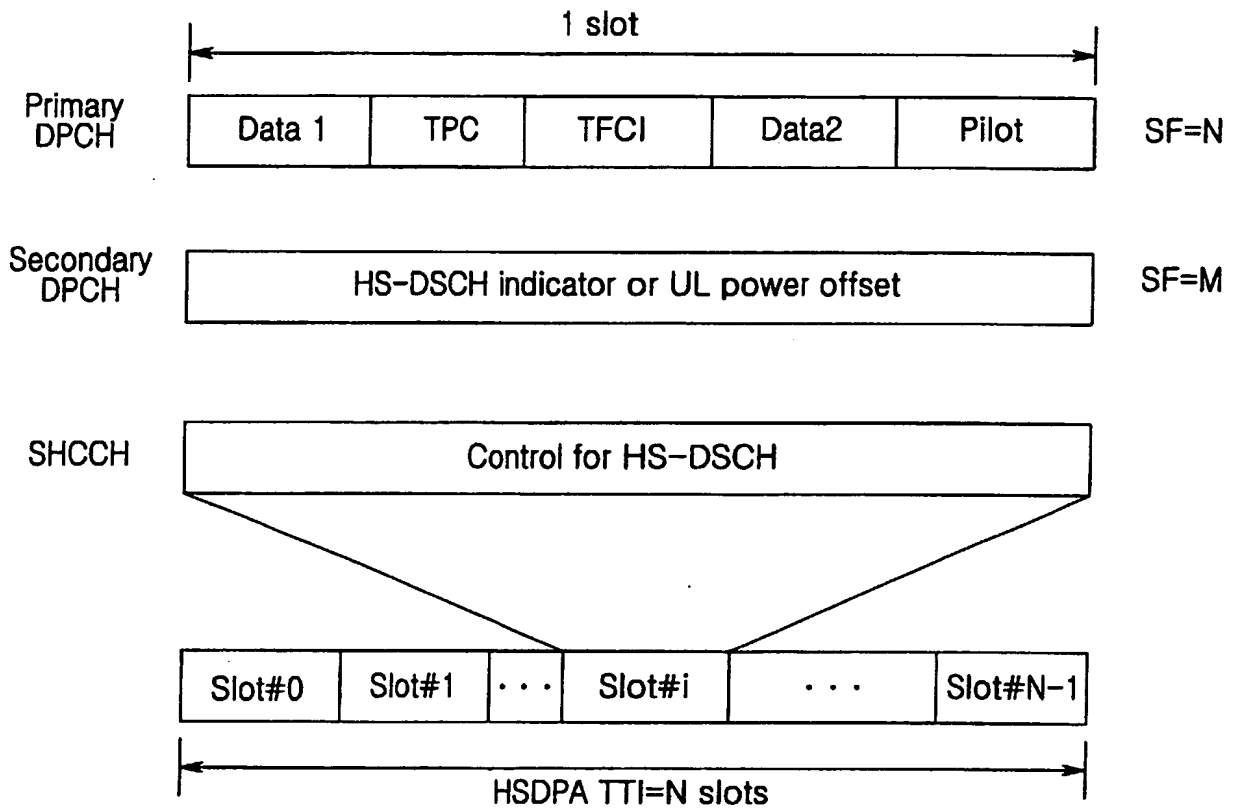 1 slot
Primary
DPCH
Data 1 TPC TFCI Data2 Pilot SF=N
Secondary
DPCH
HS-DSCH indicator or UL power offset SF=M
SHCCH Control for HS-DSCH
Slot#0 Slot#1 ··· Slot#i ··· Slot#N-1
HSDPA TTI=N slots